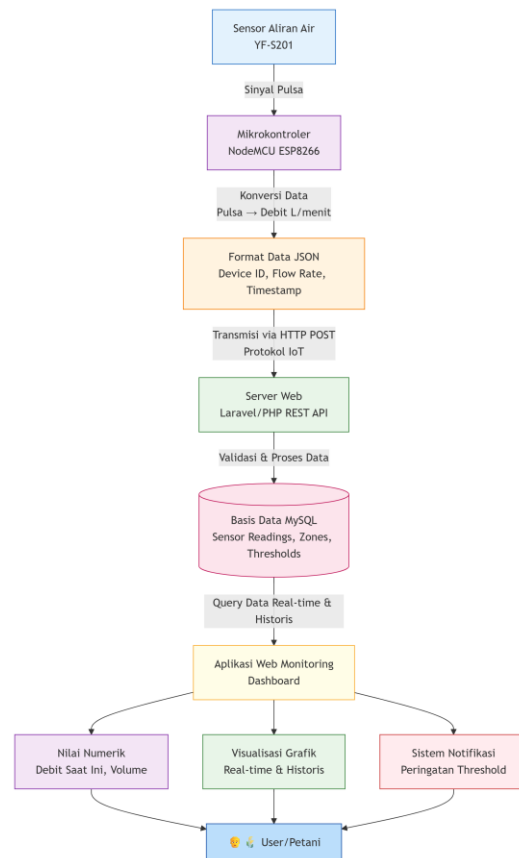 Sensor Aliran Air
YF-S201
Sinyal Pulsa
Mikrokontroler
NodeMCU ESP8266
Konversi Data
Pulsa → Debit L/menit
Format Data JSON
Device ID, Flow Rate,
Timestamp
Transmisi via HTTP POST
Protokol IoT
Server Web
Laravel/PHP REST API
Validasi & Proses Data
Basis Data MySQL
Sensor Readings, Zones,
Thresholds
Query Data Real-time &
Historis
Aplikasi Web Monitoring
Dashboard
Nilai Numerik
Debit Saat Ini, Volume
Visualisasi Grafik
Real-time & Historis
Sistem Notifikasi
Peringatan Threshold
User/Petani